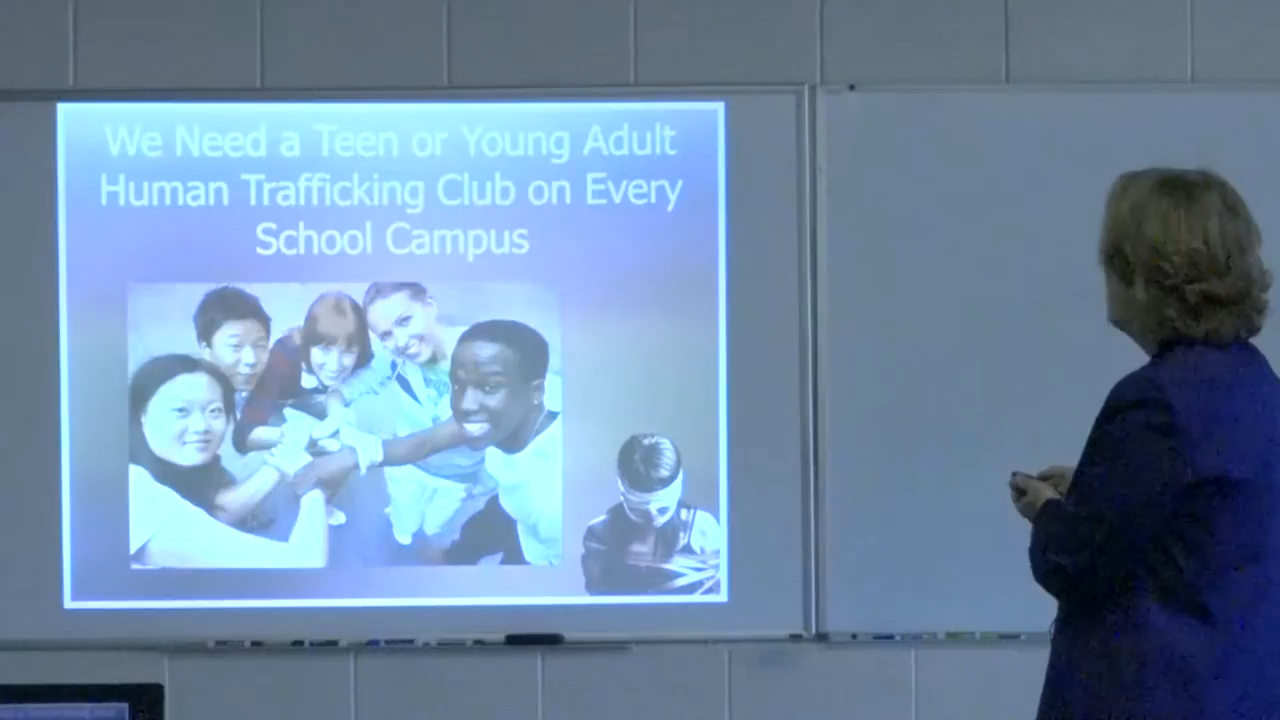 We Need a Teen or Young Adult
Human Trafficking Club on Every
School Campus